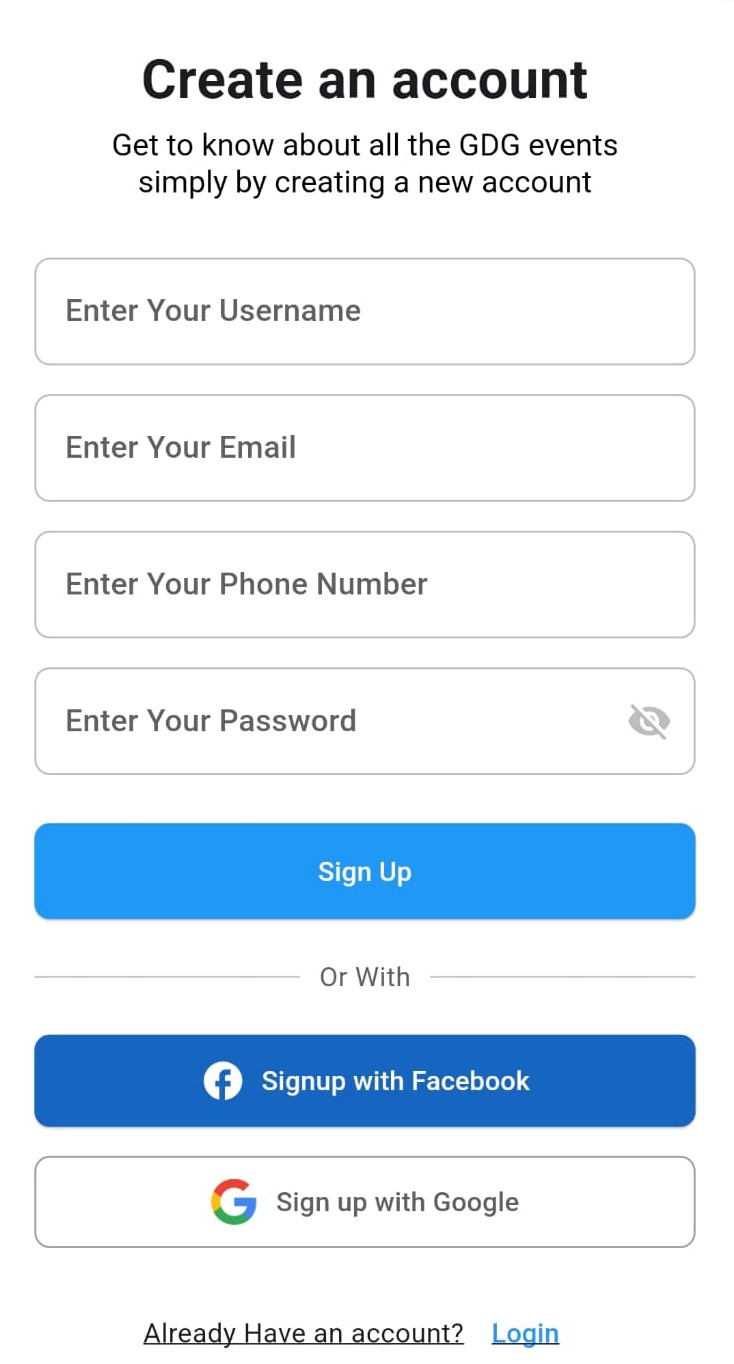 Create an account
Get to know about all the GDG events
simply by creating a new account
Enter Your Username
Enter Your Email
Enter Your Phone Number
Enter Your Password
Sign Up
Or With
Signup with Facebook
Sign up with Google
Already Have an account? Login